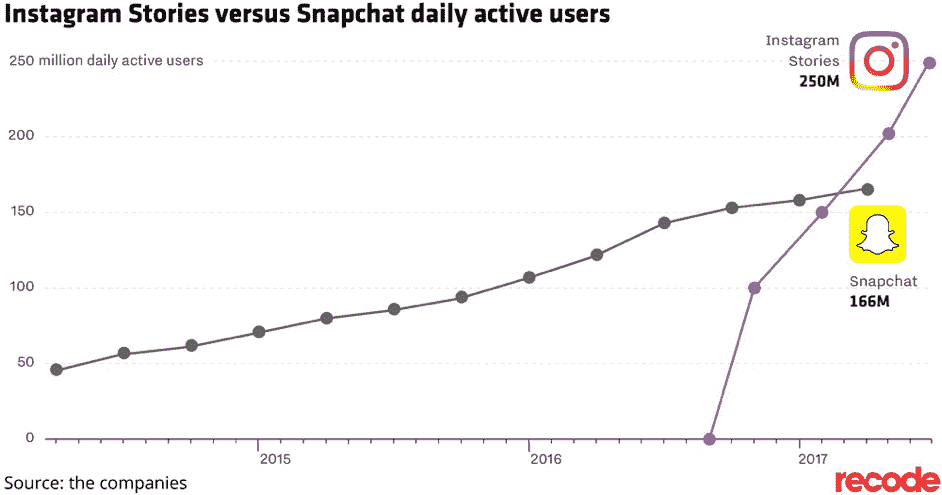 Instagram Stories versus Snapchat daily active users
Instagram
Stories
250M
250 million daily active users
200
150
100
50
0
Snapchat
166M
2015
2016
2017
Source: the companies
recode